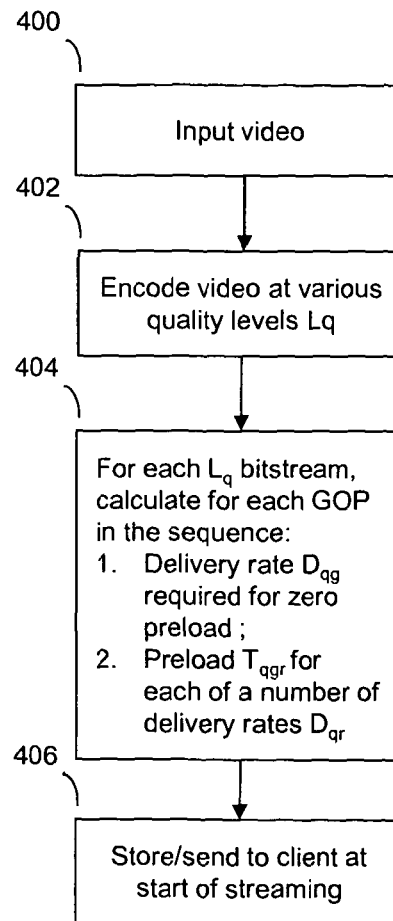 400
Input video
402
Encode video at various
quality levels Lq
404
For each Lq bitstream,
calculate for each GOP
in the sequence:
1. Delivery rate Dqg
required for zero
preload ;
2. Preload Tqgr for
each of a number of
delivery rates Dqr
406
Store/send to client at
start of streaming